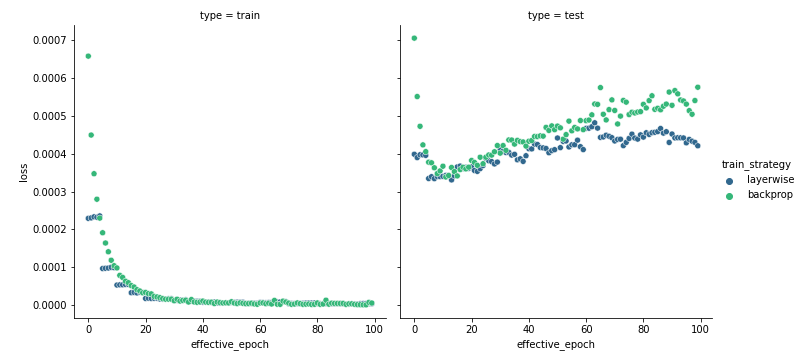 type = train
type = test
0.0007
0.0006
0.0005
0.0004
0.0003
0.0002
0.0001
0.0000
loss
0 20 40 60 80 100
0 20 40 60 80 100
effective_epoch
effective_epoch
train_strategy
layerwise
backprop